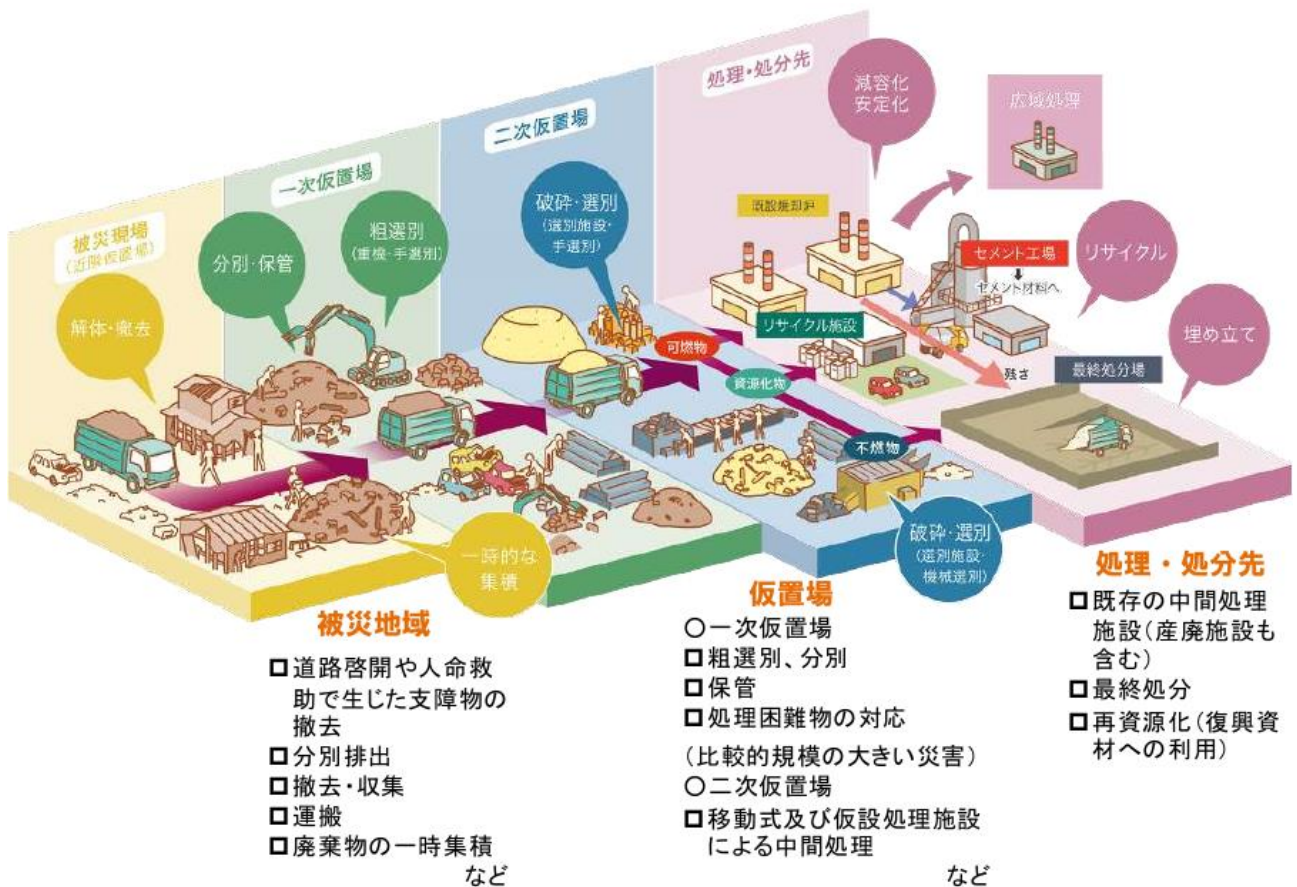 被災現場
(近隣仮置場)
解体・撤去
一時的な
集積
一次仮置場
分別・保管
粗選別
(重機・手選別)
二次仮置場
破砕・選別
(選別施設・
手選別)
可燃物
資源化物
不燃物
破砕・選別
(選別施設・
機械選別)
処理・処分先
減容化
安定化
広域処理
既設焼却炉
セメント工場
セメント材料へ
リサイクル
リサイクル施設
残さ
最終処分場
埋め立て
被災地域
□道路啓開や人命救
助で生じた支障物の
撤去
□分別排出
□撤去・収集
□運搬
□廃棄物の一時集積
など
仮置場
○一次仮置場
□粗選別、分別
□保管
□処理困難物の対応
(比較的規模の大きい災害)
○二次仮置場
□移動式及び仮設処理施設
による中間処理
など
処理・処分先
□既存の中間処理
施設(産廃施設も
含む)
□最終処分
□再資源化(復興資
材への利用)